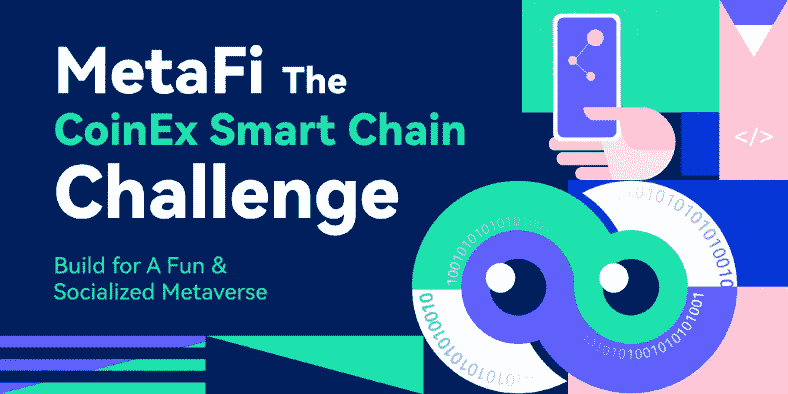 MetaFi The
CoinEx Smart Chain
Challenge
Build for A Fun &
Socialized Metaverse
</>